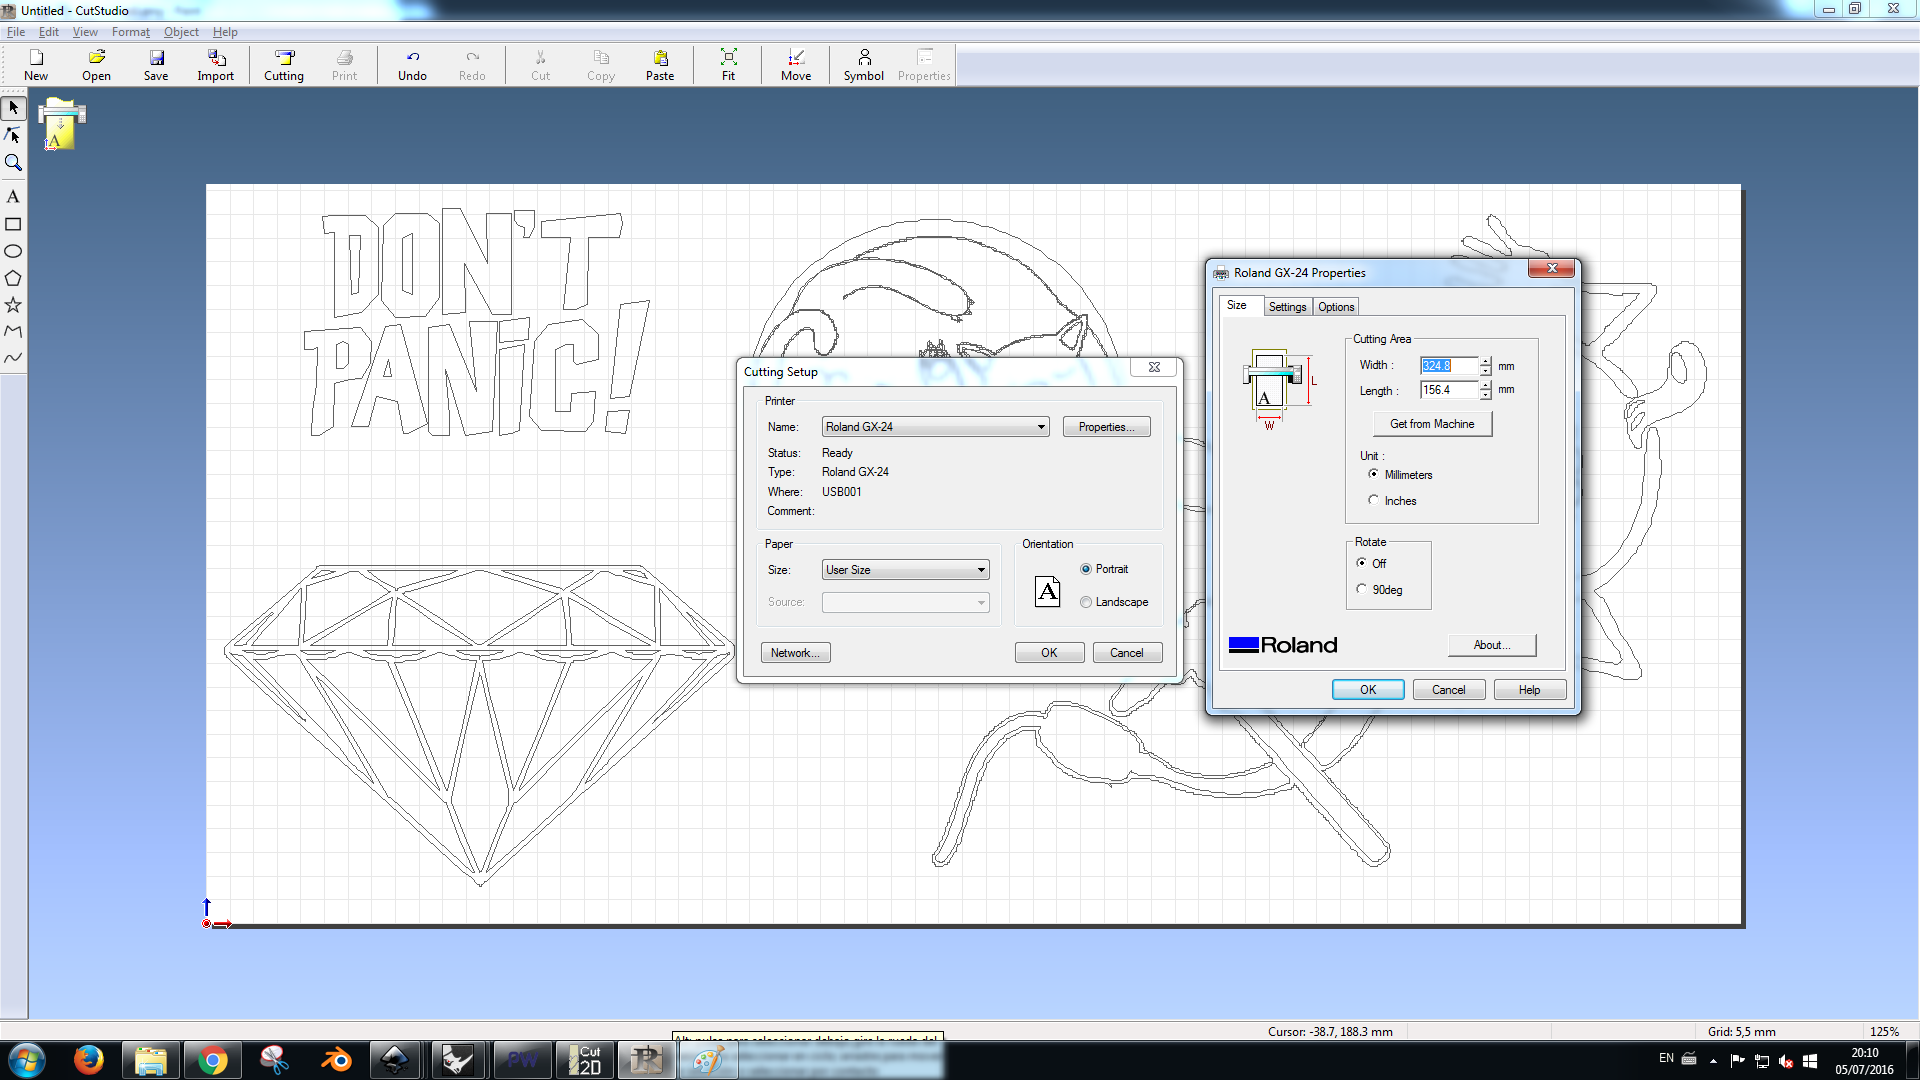 Untitled - CutStudio
File Edit View Format Object Help
New Open Save Import Cutting Print Undo Redo Cut Copy Paste Fit Move Symbol Properties
A
A
DON'T
PANiC!
Cutting Setup
Printer
Name: Roland GX-24 Properties...
Status: Ready
Type: Roland GX-24
Where: USB001
Comment:
Paper
Size: User Size
Source:
Orientation
A
Portrait
Landscape
Network... OK Cancel
Roland GX-24 Properties
Size Settings Options
L
A
W
Cutting Area
Width : 324.8 mm
Length : 156.4 mm
Get from Machine
Unit :
Millimeters
Inches
Rotate
Off
90deg
Roland
About...
OK Cancel Help
Cursor: -38.7, 188.3 mm Grid: 5,5 mm 125%
PW
Cut
2D
EN
20:10
05/07/2016